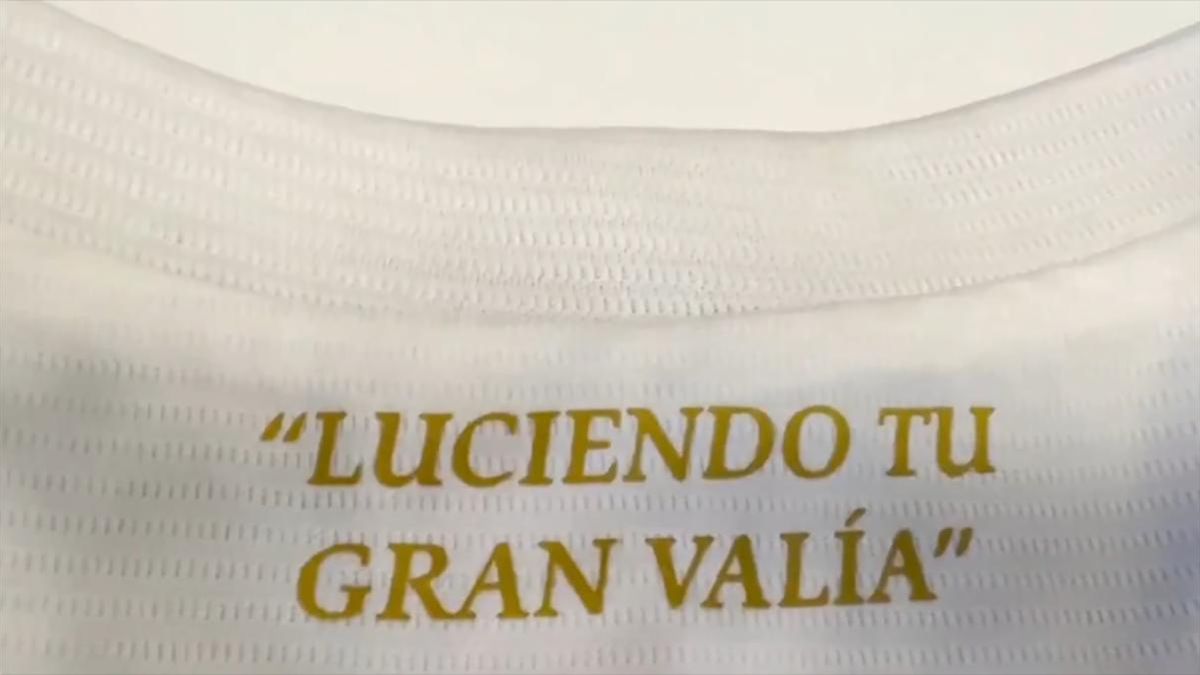 “LUCIENDO TU
GRAN VALÍA”